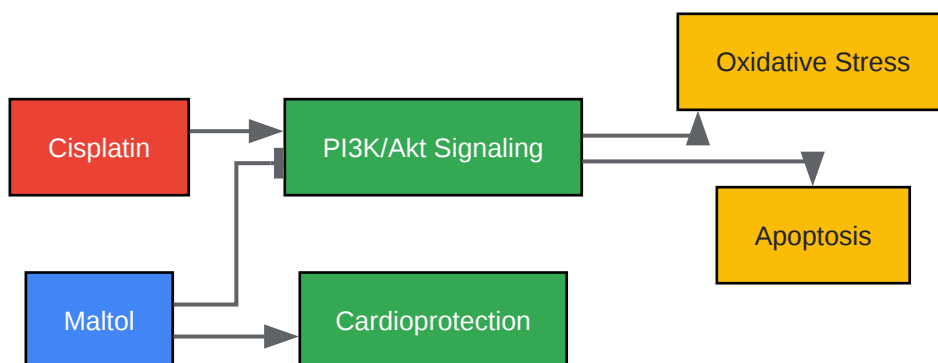 Oxidative Stress
Cisplatin
PI3K/Akt Signaling
Apoptosis
Maltol
Cardioprotection